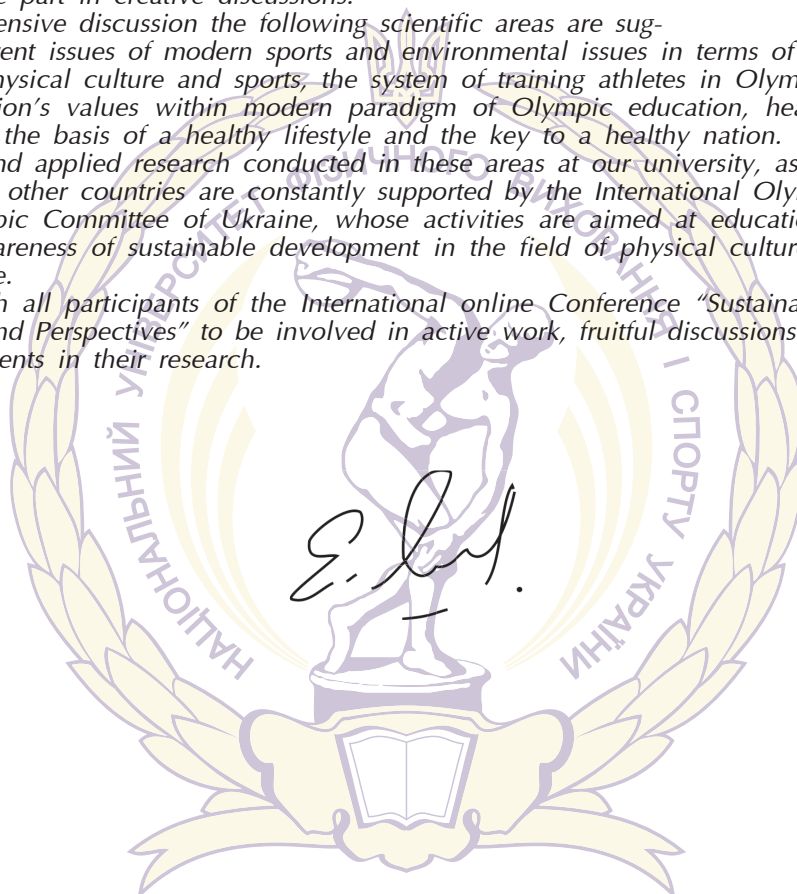 e part in creative discussions.
ensive discussion the following scientific areas are sug-
rent issues of modern sports and environmental issues in terms of
hysical culture and sports, the system of training athletes in Olym
ion's values within modern paradigm of Olympic education, hea
the basis of a healthy lifestyle and the key to a healthy nation.
nd applied research conducted in these areas at our university, as
other countries are constantly supported by the International Oly
pic Committee of Ukraine, whose activities are aimed at educatio
areness of sustainable development in the field of physical cultur
e.
h all participants of the International online Conference “Sustaina
nd Perspectives” to be involved in active work, fruitful discussions
ents in their research.
НАЦІОНАЛЬНИЙ УНІВЕРСИТЕТ ФІЗИЧНОГО ВИХОВАННЯ І СПОРТУ УКРАЇНИ